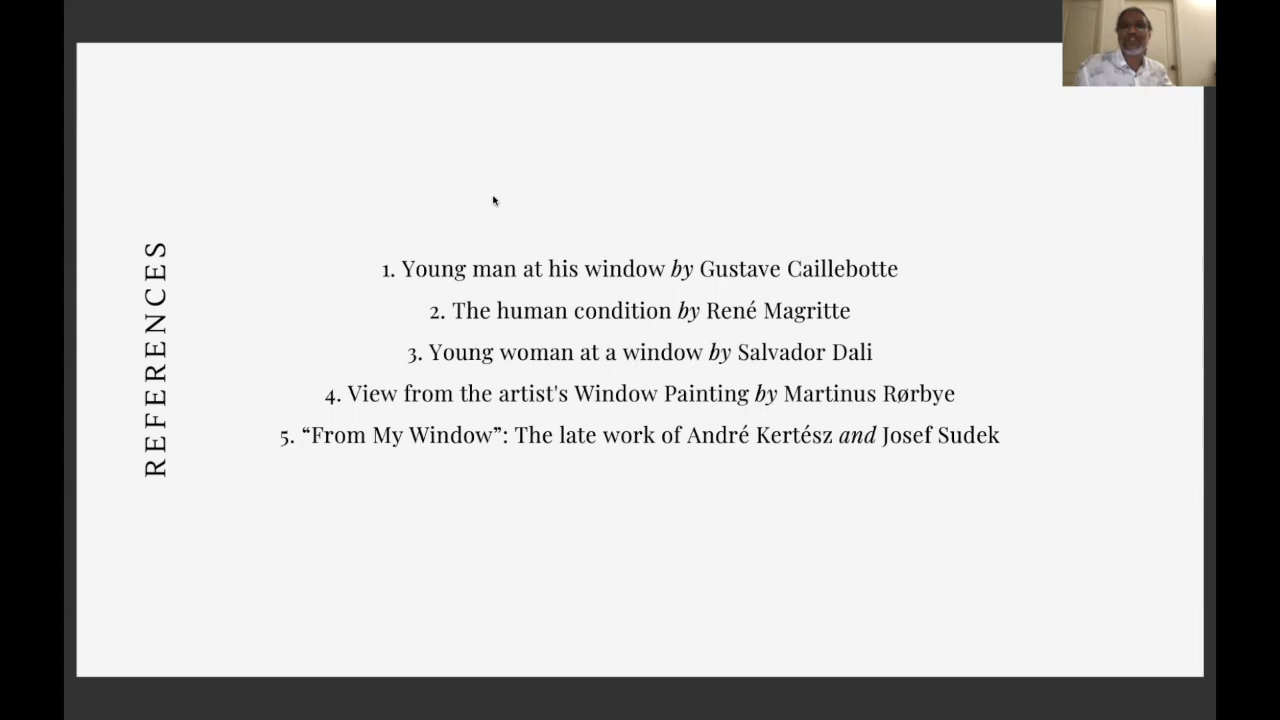 REFERENCES
1. Young man at his window by Gustave Caillebotte
2. The human condition by René Magritte
3. Young woman at a window by Salvador Dali
4. View from the artist's Window Painting by Martinus Rørbye
5. “From My Window”: The late work of André Kertész and Josef Sudek